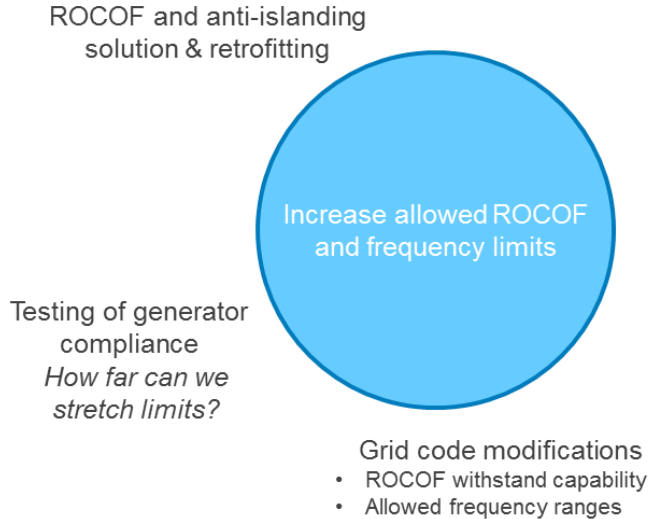 ROCOF and anti-islanding
solution & retrofitting
Increase allowed ROCOF
and frequency limits
Testing of generator
compliance
How far can we
stretch limits?
Grid code modifications
• ROCOF withstand capability
• Allowed frequency ranges